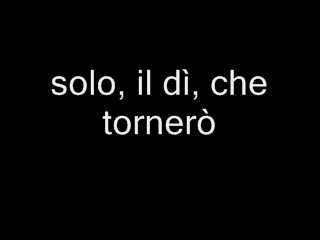 solo, il dì, che
tornerò